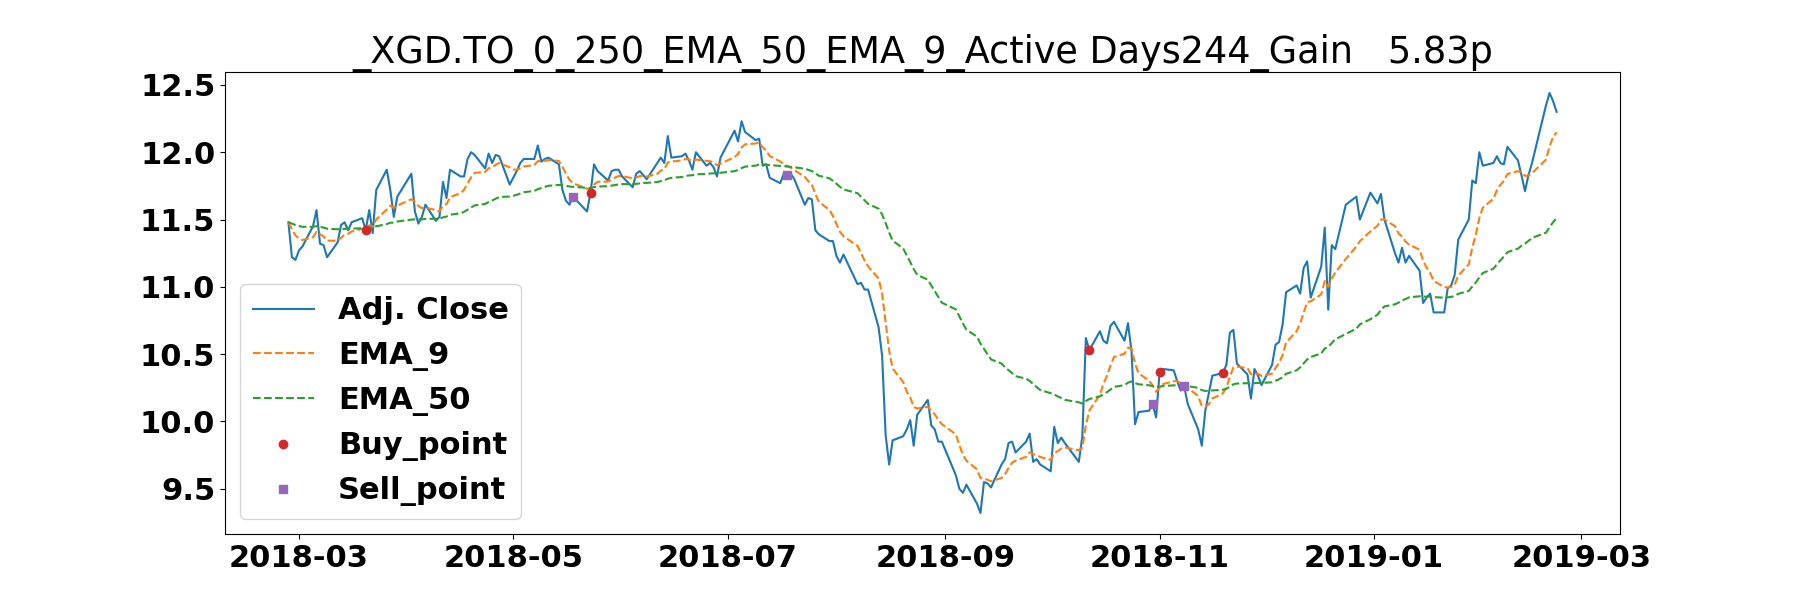 _XGD.TO_0_250_EMA_50_EMA_9_Active Days244_Gain   5.83p
12.5
12.0
11.5
11.0
10.5
10.0
9.5
Adj. Close
EMA_9
EMA_50
Buy_point
Sell_point
2018-03 2018-05 2018-07 2018-09 2018-11 2019-01 2019-03